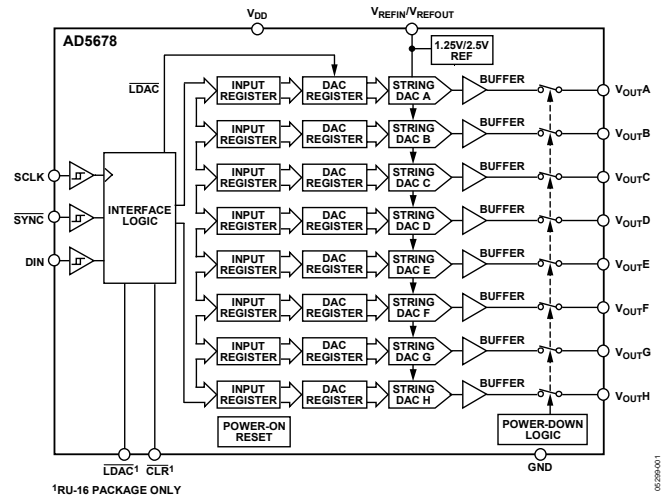 V_DD V_REFIN/V_REFOUT
AD5678
1.25V/2.5V
REF
L̅D̅A̅C̅
INPUT
REGISTER
DAC
REGISTER
STRING
DAC A
BUFFER
V_OUTA
INPUT
REGISTER
DAC
REGISTER
STRING
DAC B
BUFFER
V_OUTB
INPUT
REGISTER
DAC
REGISTER
STRING
DAC C
BUFFER
V_OUTC
SCLK
S̅Y̅N̅C̅
DIN
INTERFACE
LOGIC
INPUT
REGISTER
DAC
REGISTER
STRING
DAC D
BUFFER
V_OUTD
INPUT
REGISTER
DAC
REGISTER
STRING
DAC E
BUFFER
V_OUTE
INPUT
REGISTER
DAC
REGISTER
STRING
DAC F
BUFFER
V_OUTF
INPUT
REGISTER
DAC
REGISTER
STRING
DAC G
BUFFER
V_OUTG
INPUT
REGISTER
DAC
REGISTER
STRING
DAC H
BUFFER
V_OUTH
POWER-ON
RESET
POWER-DOWN
LOGIC
L̅D̅A̅C̅¹ C̅L̅R̅¹
GND
¹RU-16 PACKAGE ONLY
05299-001